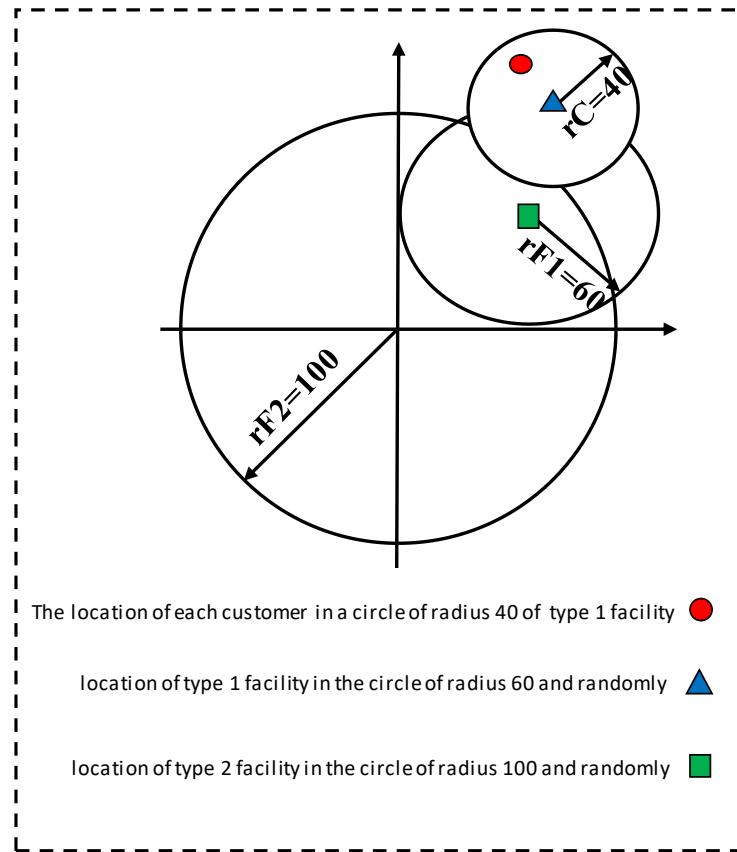 rC=40
rF1=60
rF2=100
The location of each customer in a circle of radius 40 of type 1 facility
location of type 1 facility in the circle of radius 60 and randomly
location of type 2 facility in the circle of radius 100 and randomly